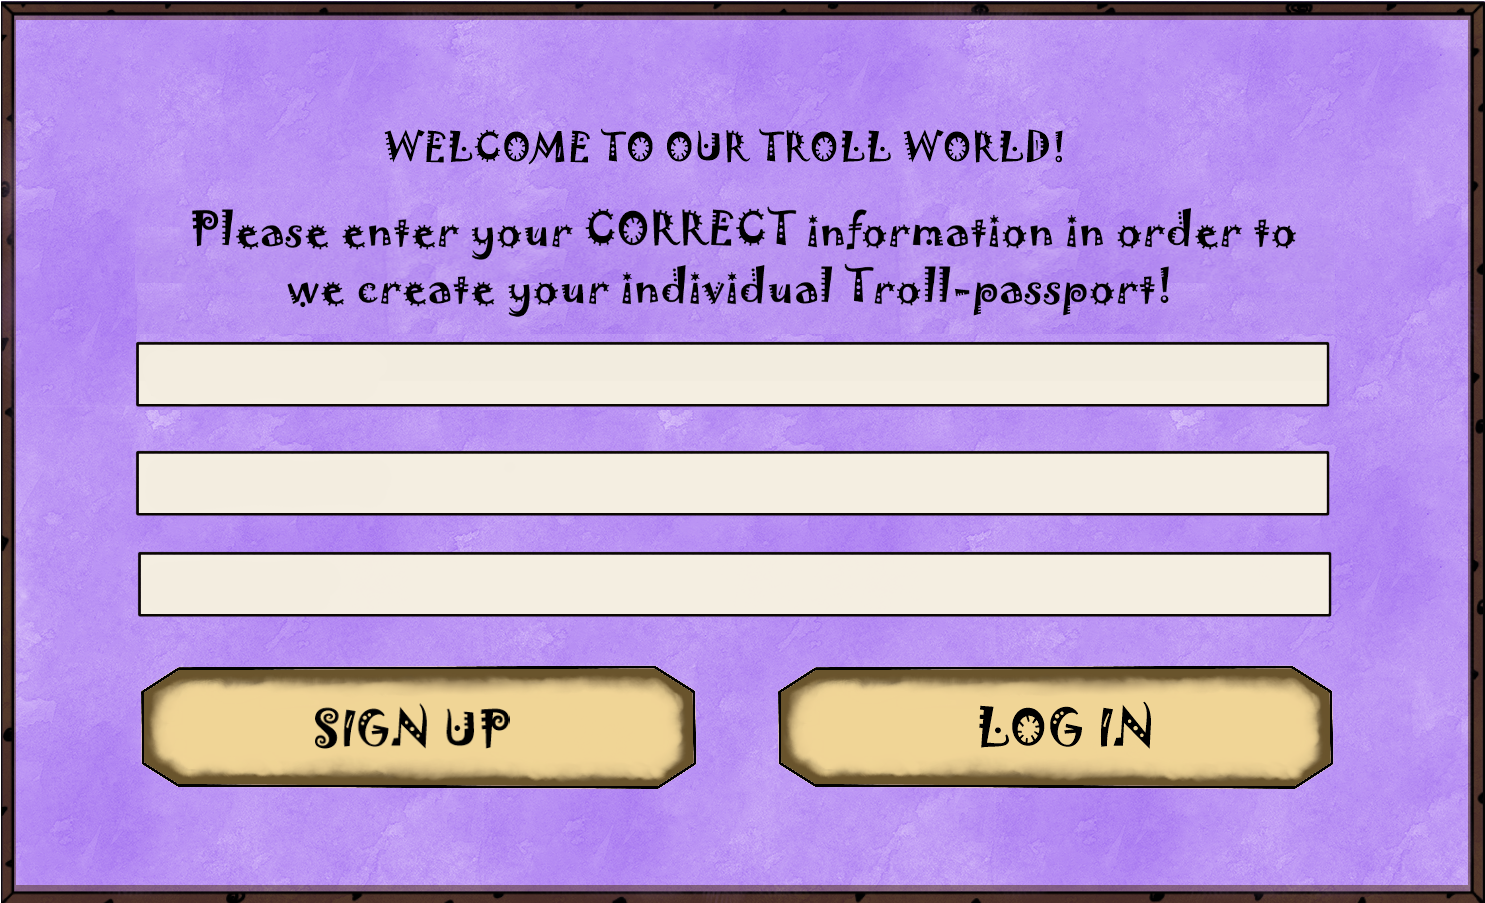 WELCOME TO OUR TROLL WORLD!
Please enter your CORRECT information in order to
we create your individual Troll-passport!
SIGN UP
LOG IN